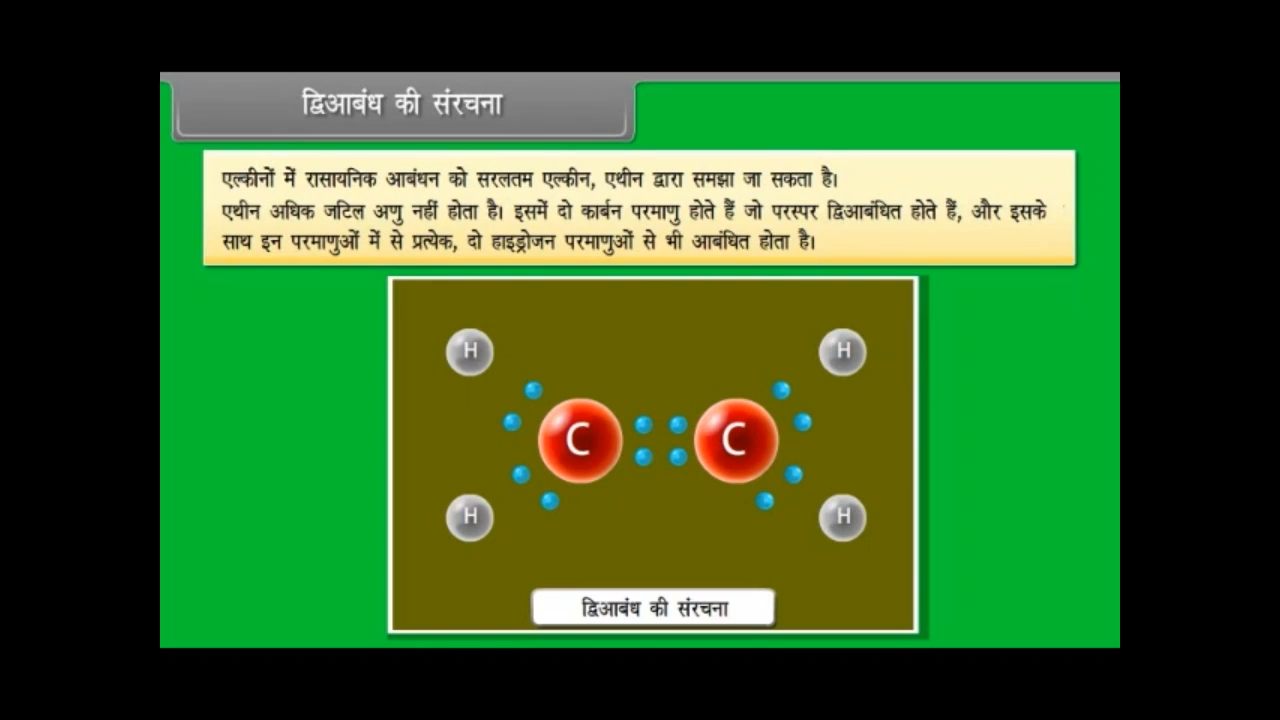 द्विआबंध की संरचना
एल्कीनों में रासायनिक आबंधन को सरलतम एल्कीन, एथीन द्वारा समझा जा सकता है।
एथीन अधिक जटिल अणु नहीं होता है। इसमें दो कार्बन परमाणु होते हैं जो परस्पर द्विआबंधित होते हैं, और इसके
साथ इन परमाणुओं में से प्रत्येक, दो हाइड्रोजन परमाणुओं से भी आबंधित होता है।
H H
C C
H H
द्विआबंध की संरचना